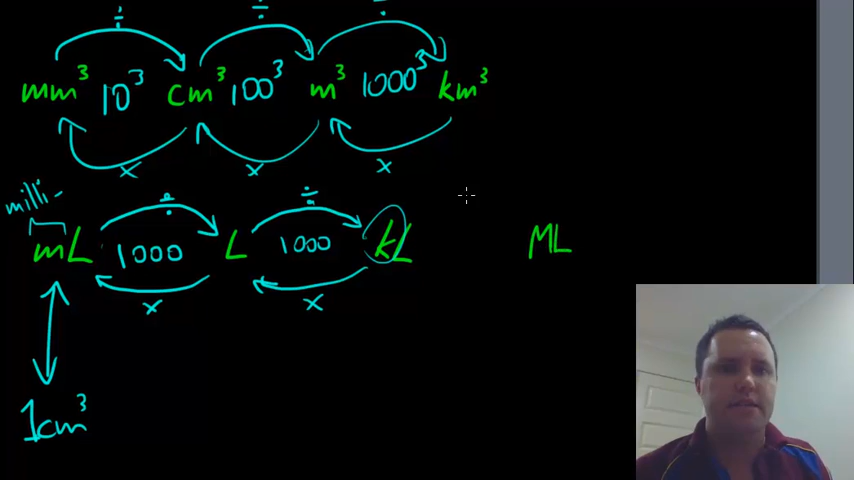 ÷ ÷ ÷
mm³ 10³ cm³ 100³ m³ 1000³ km³
x x x
milli-
÷ ÷
mL 1000 L 1000 kL ML
x x
1cm³